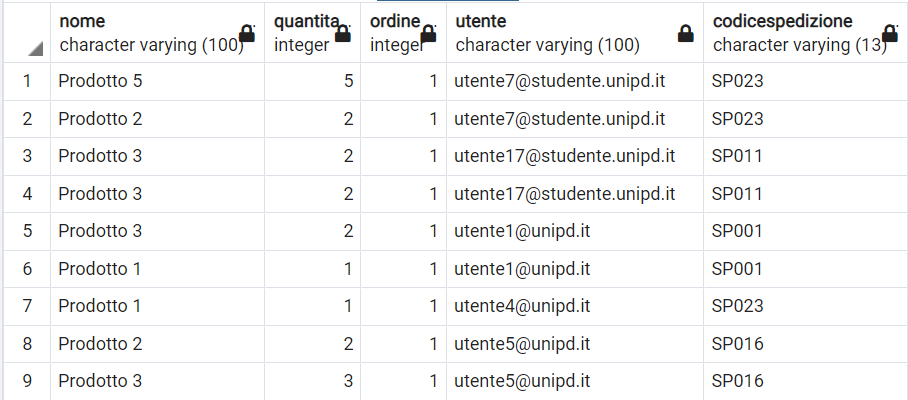 nome quantita ordine utente codicespedizione
character varying (100) integer integer character varying (100) character varying (13)
1 Prodotto 5 5 1 utente7@studente.unipd.it SP023
2 Prodotto 2 2 1 utente7@studente.unipd.it SP023
3 Prodotto 3 2 1 utente17@studente.unipd.it SP011
4 Prodotto 3 2 1 utente17@studente.unipd.it SP011
5 Prodotto 3 2 1 utente1@unipd.it SP001
6 Prodotto 1 1 1 utente1@unipd.it SP001
7 Prodotto 1 1 1 utente4@unipd.it SP023
8 Prodotto 2 2 1 utente5@unipd.it SP016
9 Prodotto 3 3 1 utente5@unipd.it SP016